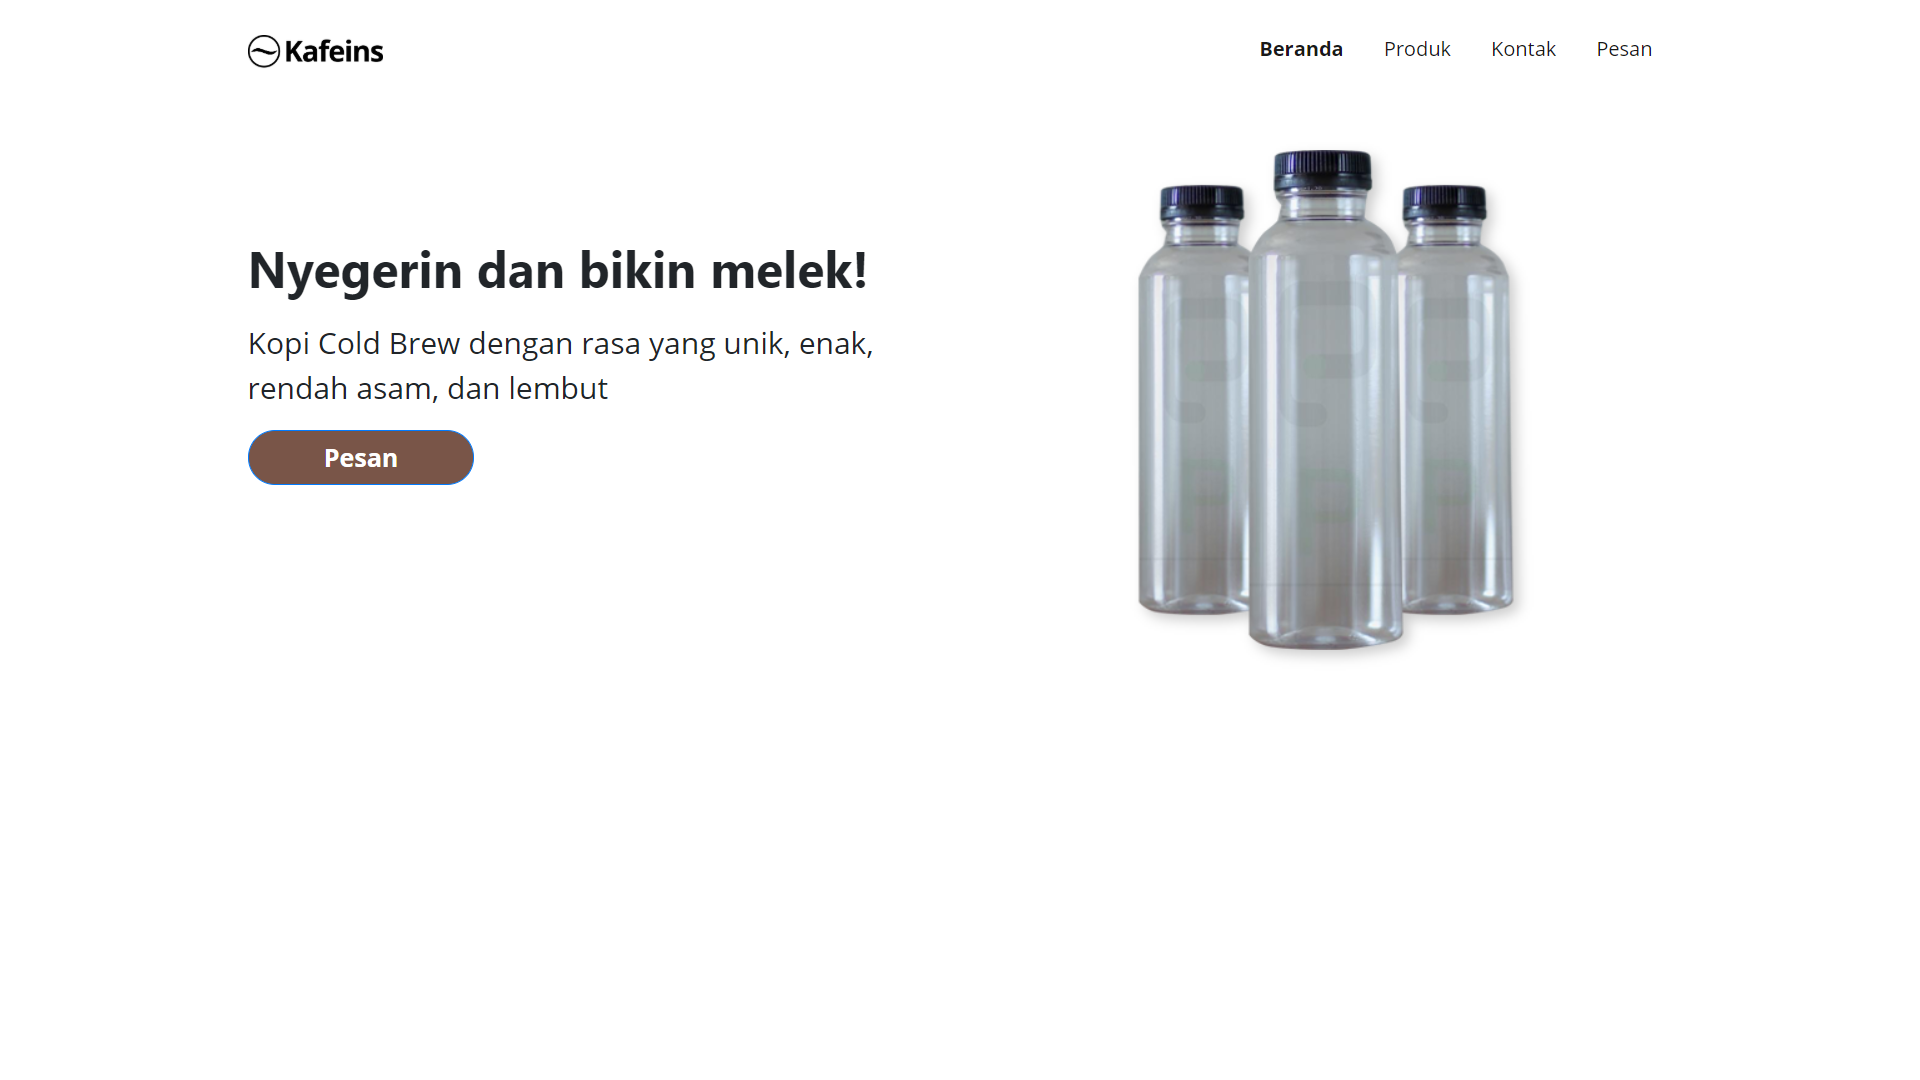 Kafeins
Beranda
Produk
Kontak
Pesan
Nyegerin dan bikin melek!
Kopi Cold Brew dengan rasa yang unik, enak,
rendah asam, dan lembut
Pesan